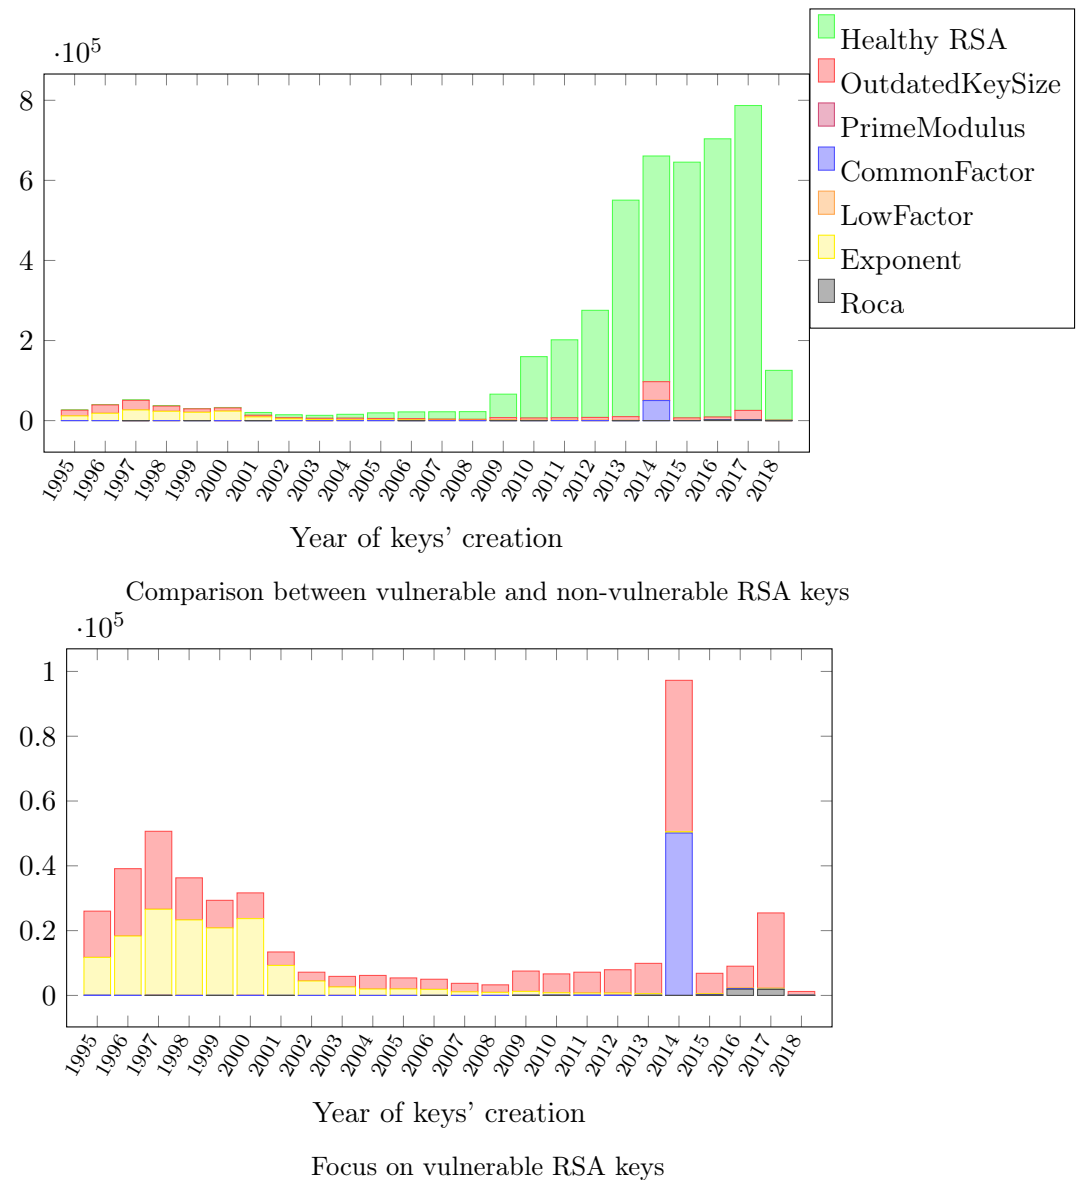 ·10^5
8
6
4
2
0
1995 1996 1997 1998 1999 2000 2001 2002 2003 2004 2005 2006 2007 2008 2009 2010 2011 2012 2013 2014 2015 2016 2017 2018
Year of keys' creation
Healthy RSA
OutdatedKeySize
PrimeModulus
CommonFactor
LowFactor
Exponent
Roca
Comparison between vulnerable and non-vulnerable RSA keys
·10^5
1
0.8
0.6
0.4
0.2
0
1995 1996 1997 1998 1999 2000 2001 2002 2003 2004 2005 2006 2007 2008 2009 2010 2011 2012 2013 2014 2015 2016 2017 2018
Year of keys' creation
Focus on vulnerable RSA keys